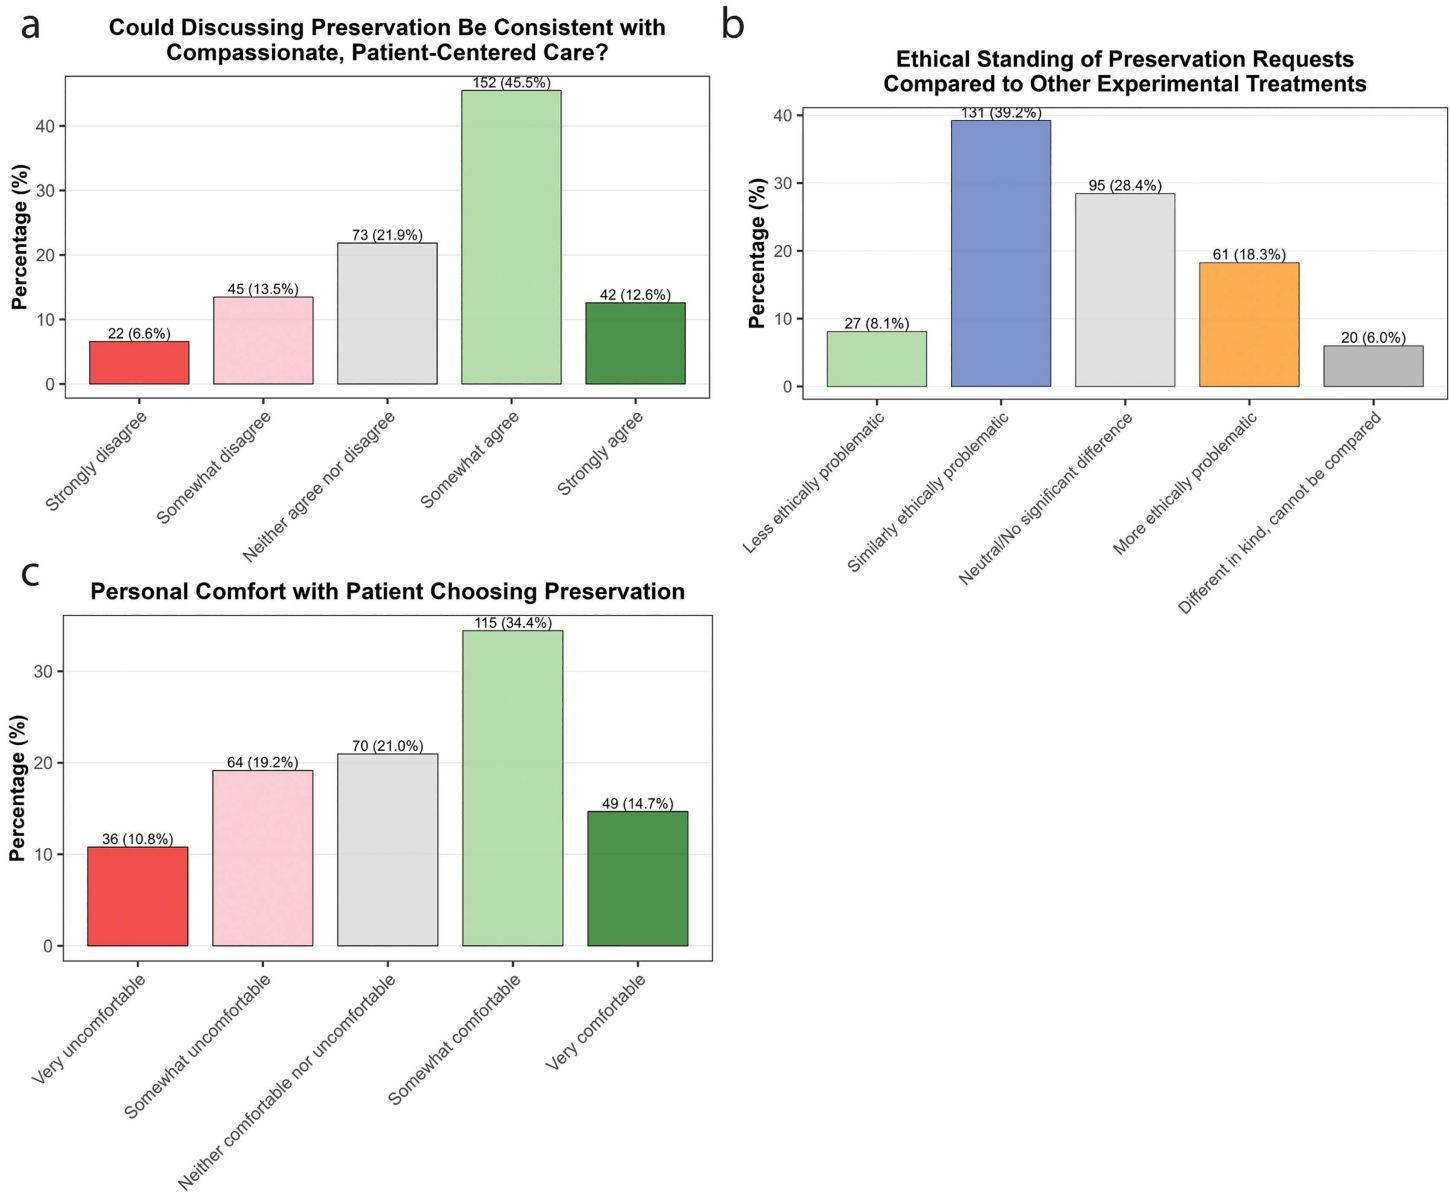 a
Could Discussing Preservation Be Consistent with
Compassionate, Patient-Centered Care?
Percentage (%)
40
30
20
10
0
22 (6.6%)
45 (13.5%)
73 (21.9%)
152 (45.5%)
42 (12.6%)
Strongly disagree
Somewhat disagree
Neither agree nor disagree
Somewhat agree
Strongly agree
b
Ethical Standing of Preservation Requests
Compared to Other Experimental Treatments
Percentage (%)
40
30
20
10
0
27 (8.1%)
131 (39.2%)
95 (28.4%)
61 (18.3%)
20 (6.0%)
Less ethically problematic
Similarly ethically problematic
Neutral/No significant difference
More ethically problematic
Different in kind, cannot be compared
c
Personal Comfort with Patient Choosing Preservation
Percentage (%)
30
20
10
0
36 (10.8%)
64 (19.2%)
70 (21.0%)
115 (34.4%)
49 (14.7%)
Very uncomfortable
Somewhat uncomfortable
Neither comfortable nor uncomfortable
Somewhat comfortable
Very comfortable